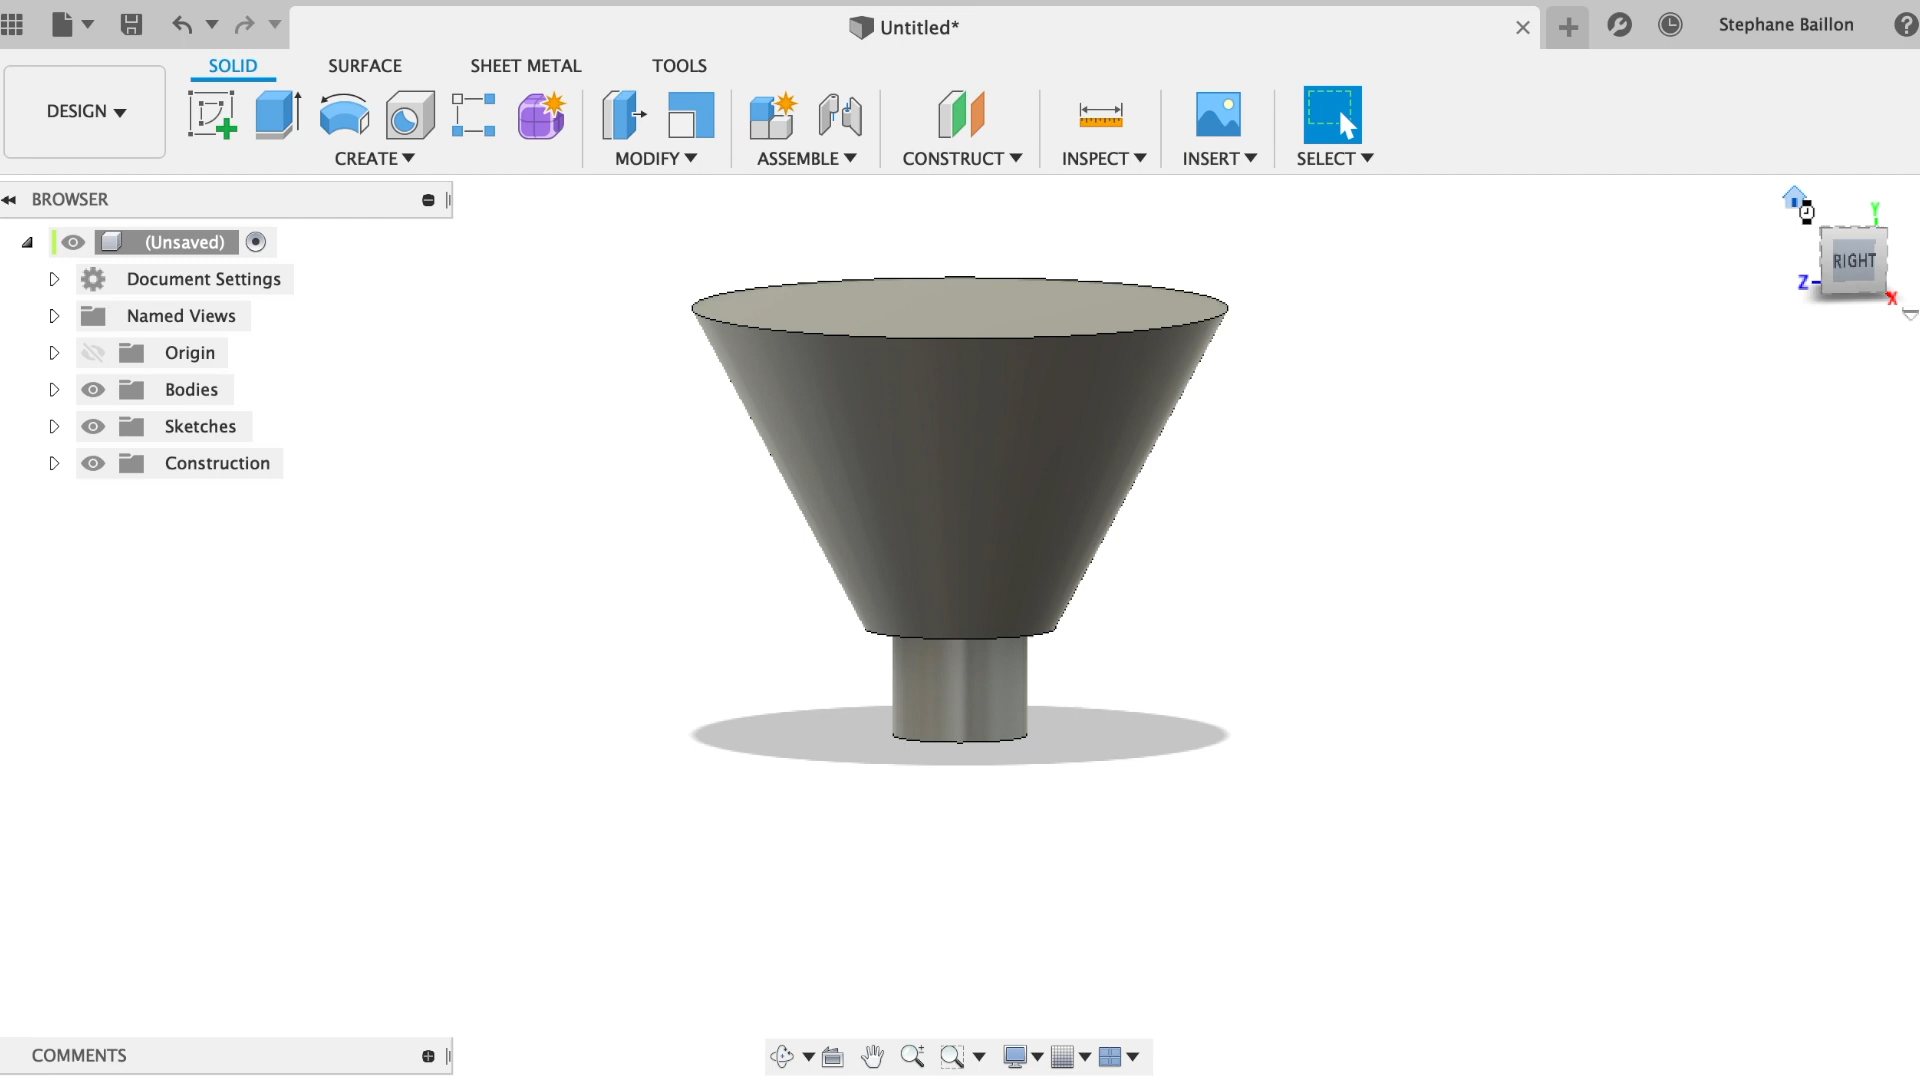 Untitled*
Stephane Baillon
SOLID SURFACE SHEET METAL TOOLS
DESIGN
CREATE MODIFY ASSEMBLE CONSTRUCT INSPECT INSERT SELECT
BROWSER
(Unsaved)
Document Settings
Named Views
Origin
Bodies
Sketches
Construction
Y
RIGHT
Z
X
COMMENTS